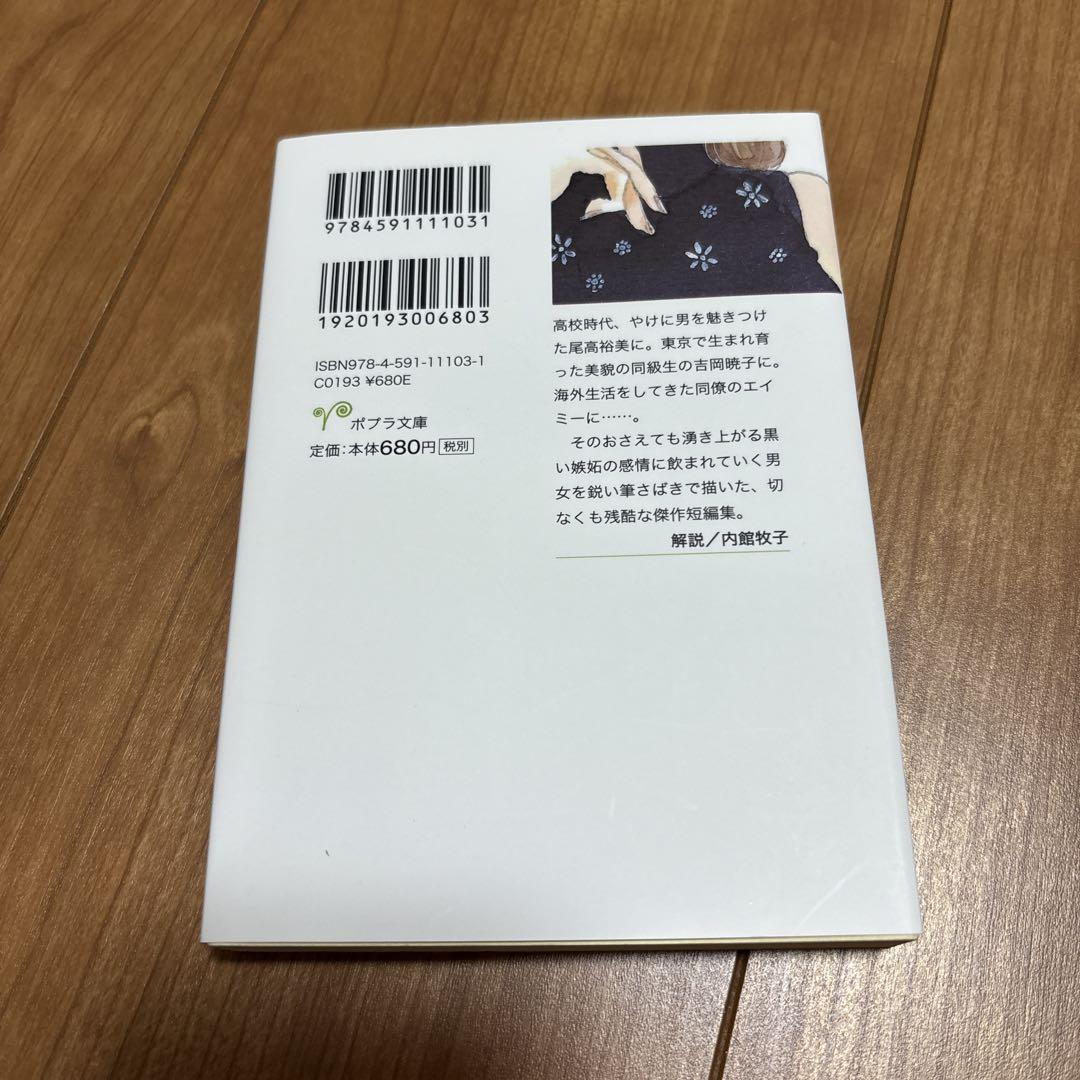 9784591111031
1920193006803
ISBN978-4-591-11103-1
C0193 ¥680E
ポプラ文庫
定価:本体680円 税別
高校時代、やけに男を魅きつけ
た尾高裕美に。東京で生まれ育
った美貌の同級生の吉岡暁子に。
海外生活をしてきた同僚のエイ
ミーに……。
そのおさえても湧き上がる黒
い嫉妬の感情に飲まれていく男
女を鋭い筆さばきで描いた、切
なくも残酷な傑作短編集。
解説/内館牧子